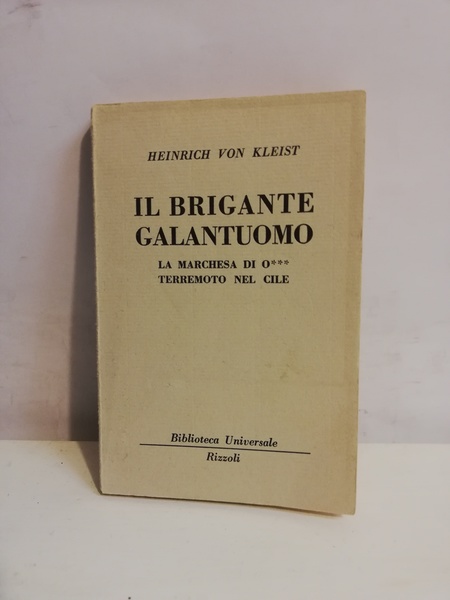 HEINRICH VON KLEIST
IL BRIGANTE
GALANTUOMO
LA MARCHESA DI O***
TERREMOTO NEL CILE
Biblioteca Universale
Rizzoli